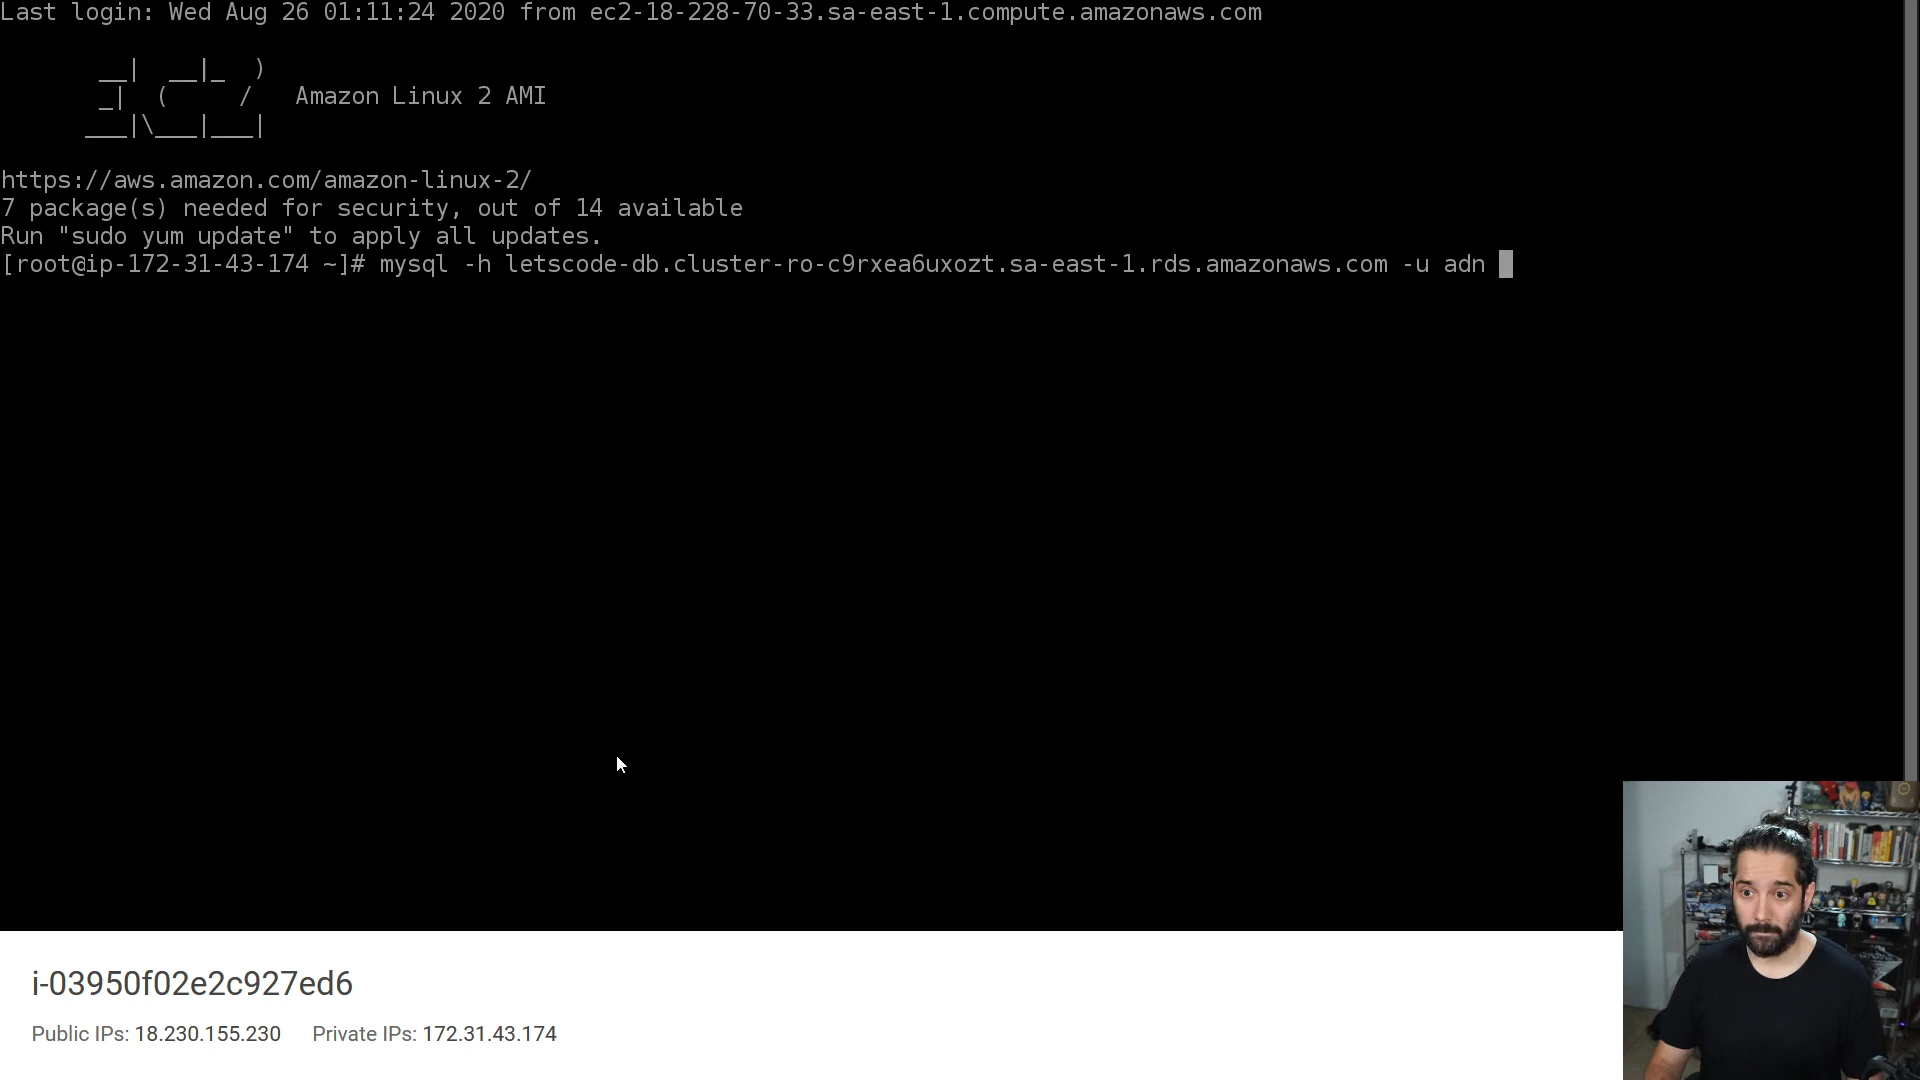 Last login: Wed Aug 26 01:11:24 2020 from ec2-18-228-70-33.sa-east-1.compute.amazonaws.com
       __|  __|_  )
       _|  (     /   Amazon Linux 2 AMI
      ___|\___|___|
https://aws.amazon.com/amazon-linux-2/
7 package(s) needed for security, out of 14 available
Run "sudo yum update" to apply all updates.
[root@ip-172-31-43-174 ~]# mysql -h letscode-db.cluster-ro-c9rxea6uxozt.sa-east-1.rds.amazonaws.com -u adn
i-03950f02e2c927ed6
Public IPs: 18.230.155.230 Private IPs: 172.31.43.174